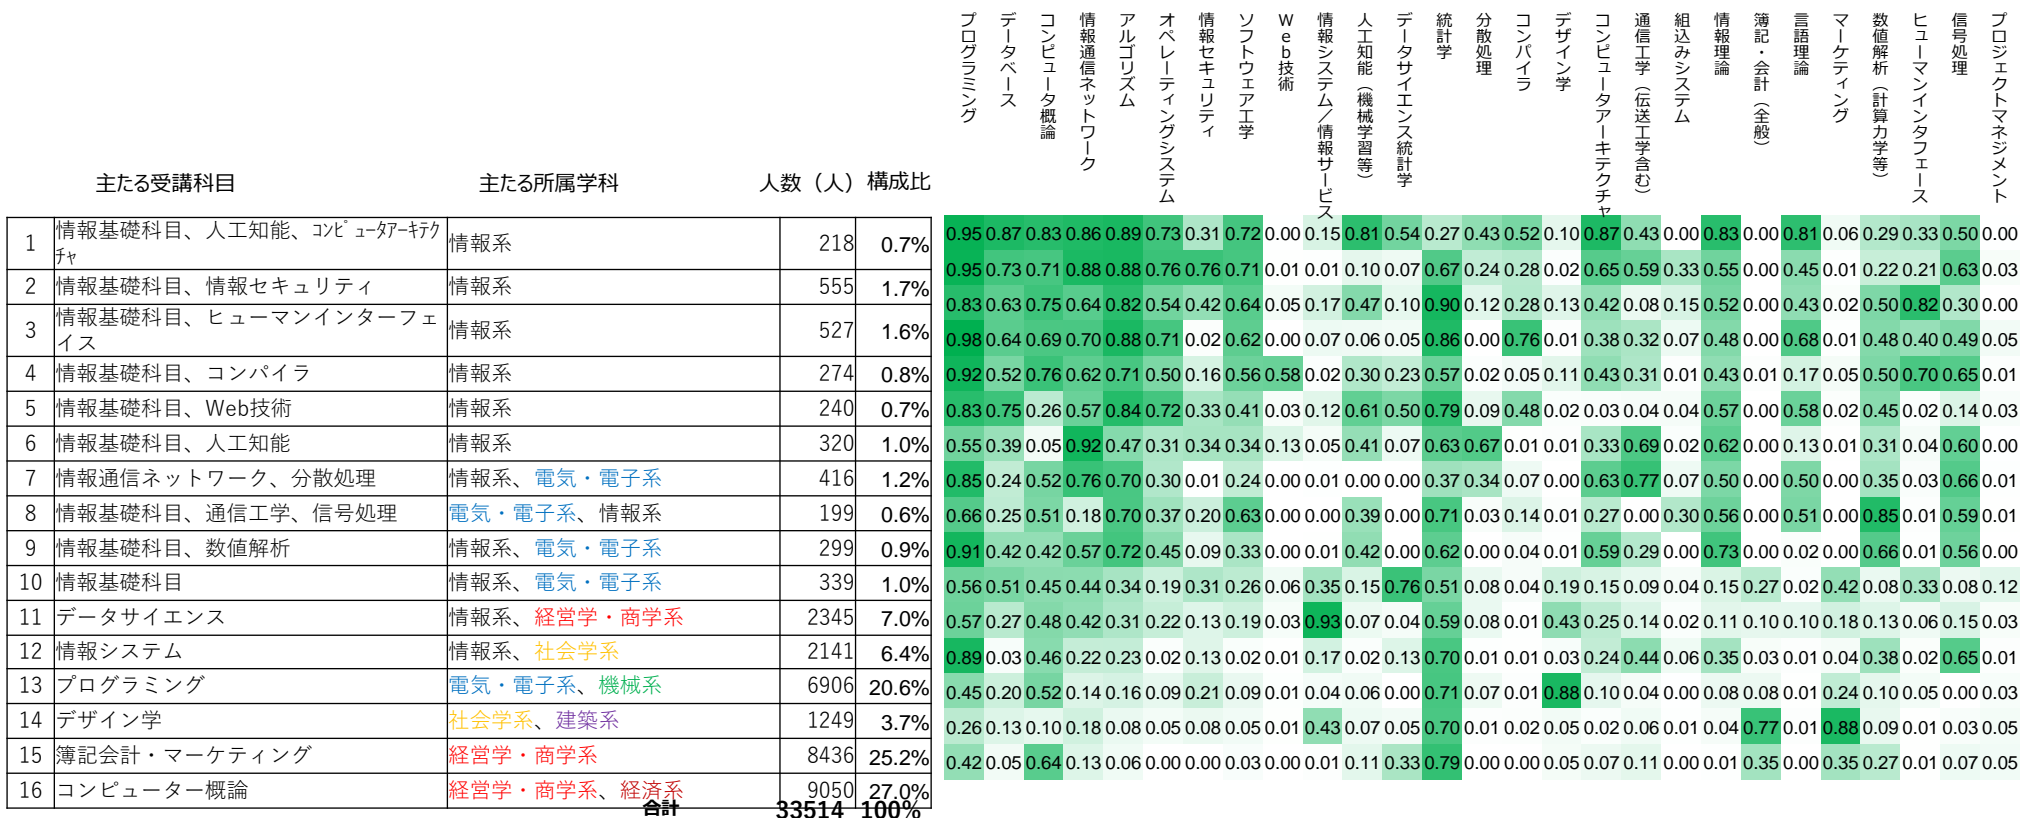 プログラミング
データベース
コンピュータ概論
情報通信ネットワーク
アルゴリズム
オペレーティングシステム
情報セキュリティ
ソフトウェア工学
Web技術
情報システム/情報サービス
人工知能(機械学習等)
データサイエンス統計学
統計学
分散処理
コンパイラ
デザイン学
コンピュータアーキテクチャ
通信工学(伝送工学含む)
組込みシステム
情報理論
簿記・会計(全般)
言語理論
マーケティング
数値解析(計算力学等)
ヒューマンインタフェース
信号処理
プロジェクトマネジメント
主たる受講科目 主たる所属学科 人数(人) 構成比
1 情報基礎科目、人工知能、コンピュータアーキテク
チャ 情報系 218 0.7%
2 情報基礎科目、情報セキュリティ 情報系 555 1.7%
3 情報基礎科目、ヒューマンインターフェ
イス 情報系 527 1.6%
4 情報基礎科目、コンパイラ 情報系 274 0.8%
5 情報基礎科目、Web技術 情報系 240 0.7%
6 情報基礎科目、人工知能 情報系 320 1.0%
7 情報通信ネットワーク、分散処理 情報系、電気・電子系 416 1.2%
8 情報基礎科目、通信工学、信号処理 電気・電子系、情報系 199 0.6%
9 情報基礎科目、数値解析 情報系、電気・電子系 299 0.9%
10 情報基礎科目 情報系、電気・電子系 339 1.0%
11 データサイエンス 情報系、経営学・商学系 2345 7.0%
12 情報システム 情報系、社会学系 2141 6.4%
13 プログラミング 電気・電子系、機械系 6906 20.6%
14 デザイン学 社会学系、建築系 1249 3.7%
15 簿記会計・マーケティング 経営学・商学系 8436 25.2%
16 コンピューター概論 経営学・商学系、経済系 9050 27.0%
合計 33514 100%
0.95 0.87 0.83 0.86 0.89 0.73 0.31 0.72 0.00 0.15 0.81 0.54 0.27 0.43 0.52 0.10 0.87 0.43 0.00 0.83 0.00 0.81 0.06 0.29 0.33 0.50 0.00
0.95 0.73 0.71 0.88 0.88 0.76 0.76 0.71 0.01 0.01 0.10 0.07 0.67 0.24 0.28 0.02 0.65 0.59 0.33 0.55 0.00 0.45 0.01 0.22 0.21 0.63 0.03
0.83 0.63 0.75 0.64 0.82 0.54 0.42 0.64 0.05 0.17 0.47 0.10 0.90 0.12 0.28 0.13 0.42 0.08 0.15 0.52 0.00 0.43 0.02 0.50 0.82 0.30 0.00
0.98 0.64 0.69 0.70 0.88 0.71 0.02 0.62 0.00 0.07 0.06 0.05 0.86 0.00 0.76 0.01 0.38 0.32 0.07 0.48 0.00 0.68 0.01 0.48 0.40 0.49 0.05
0.92 0.52 0.76 0.62 0.71 0.50 0.16 0.56 0.58 0.02 0.30 0.23 0.57 0.02 0.05 0.11 0.43 0.31 0.01 0.43 0.01 0.17 0.05 0.50 0.70 0.65 0.01
0.83 0.75 0.26 0.57 0.84 0.72 0.33 0.41 0.03 0.12 0.61 0.50 0.79 0.09 0.48 0.02 0.03 0.04 0.04 0.57 0.00 0.58 0.02 0.45 0.02 0.14 0.03
0.55 0.39 0.05 0.92 0.47 0.31 0.34 0.34 0.13 0.05 0.41 0.07 0.63 0.67 0.01 0.01 0.33 0.69 0.02 0.62 0.00 0.13 0.01 0.31 0.04 0.60 0.00
0.85 0.24 0.52 0.76 0.70 0.30 0.01 0.24 0.00 0.01 0.00 0.00 0.37 0.34 0.07 0.00 0.63 0.77 0.07 0.50 0.00 0.50 0.00 0.35 0.03 0.66 0.01
0.66 0.25 0.51 0.18 0.70 0.37 0.20 0.63 0.00 0.00 0.39 0.00 0.71 0.03 0.14 0.01 0.27 0.00 0.30 0.56 0.00 0.51 0.00 0.85 0.01 0.59 0.01
0.91 0.42 0.42 0.57 0.72 0.45 0.09 0.33 0.00 0.01 0.42 0.00 0.62 0.00 0.04 0.01 0.59 0.29 0.00 0.73 0.00 0.02 0.00 0.66 0.01 0.56 0.00
0.56 0.51 0.45 0.44 0.34 0.19 0.31 0.26 0.06 0.35 0.15 0.76 0.51 0.08 0.04 0.19 0.15 0.09 0.04 0.15 0.27 0.02 0.42 0.08 0.33 0.08 0.12
0.57 0.27 0.48 0.42 0.31 0.22 0.13 0.19 0.03 0.93 0.07 0.04 0.59 0.08 0.01 0.43 0.25 0.14 0.02 0.11 0.10 0.10 0.18 0.13 0.06 0.15 0.03
0.89 0.03 0.46 0.22 0.23 0.02 0.13 0.02 0.01 0.17 0.02 0.13 0.70 0.01 0.01 0.03 0.24 0.44 0.06 0.35 0.03 0.01 0.04 0.38 0.02 0.65 0.01
0.45 0.20 0.52 0.14 0.16 0.09 0.21 0.09 0.01 0.04 0.06 0.00 0.71 0.07 0.01 0.88 0.10 0.04 0.00 0.08 0.08 0.01 0.24 0.10 0.05 0.00 0.03
0.26 0.13 0.10 0.18 0.08 0.05 0.08 0.05 0.01 0.43 0.07 0.05 0.70 0.01 0.02 0.05 0.02 0.06 0.01 0.04 0.77 0.01 0.88 0.09 0.01 0.03 0.05
0.42 0.05 0.64 0.13 0.06 0.00 0.00 0.03 0.00 0.01 0.11 0.33 0.79 0.00 0.00 0.05 0.07 0.11 0.00 0.01 0.35 0.00 0.35 0.27 0.01 0.07 0.05